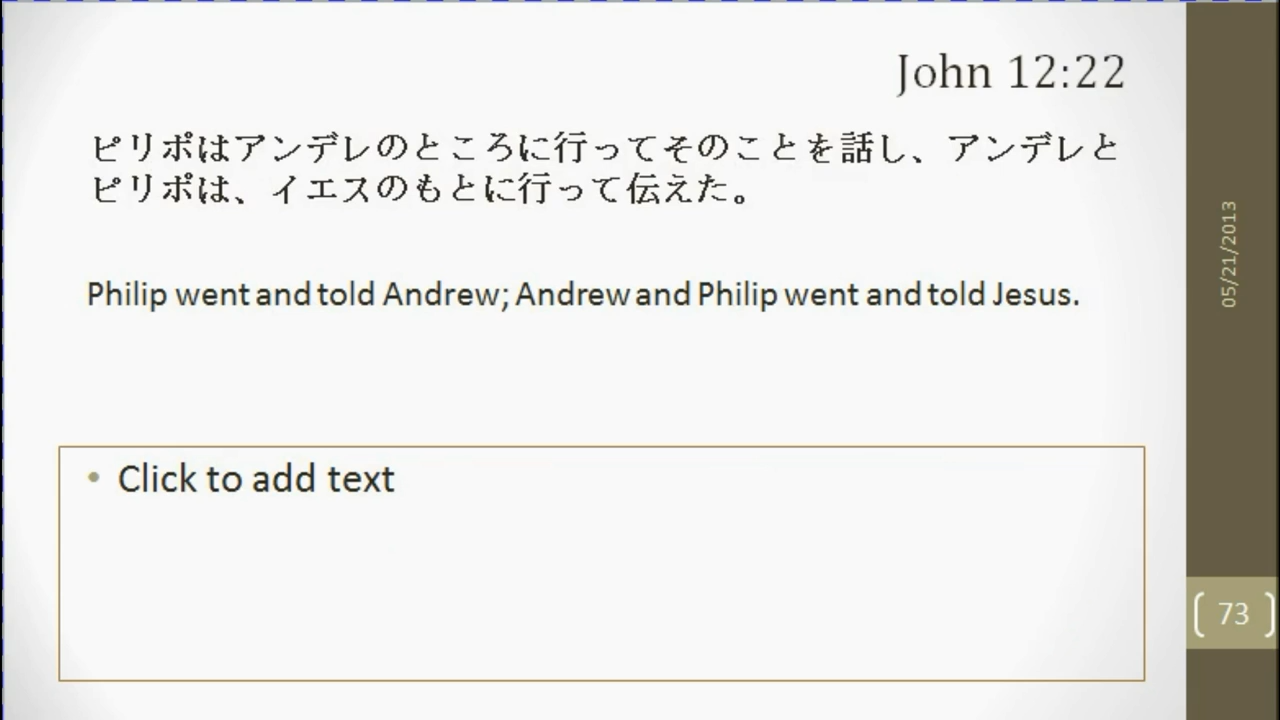 John 12:22
ピリポはアンデレのところに行ってそのことを話し、アンデレと
ピリポは、イエスのもとに行って伝えた。
Philip went and told Andrew; Andrew and Philip went and told Jesus.
• Click to add text
05/21/2013
73